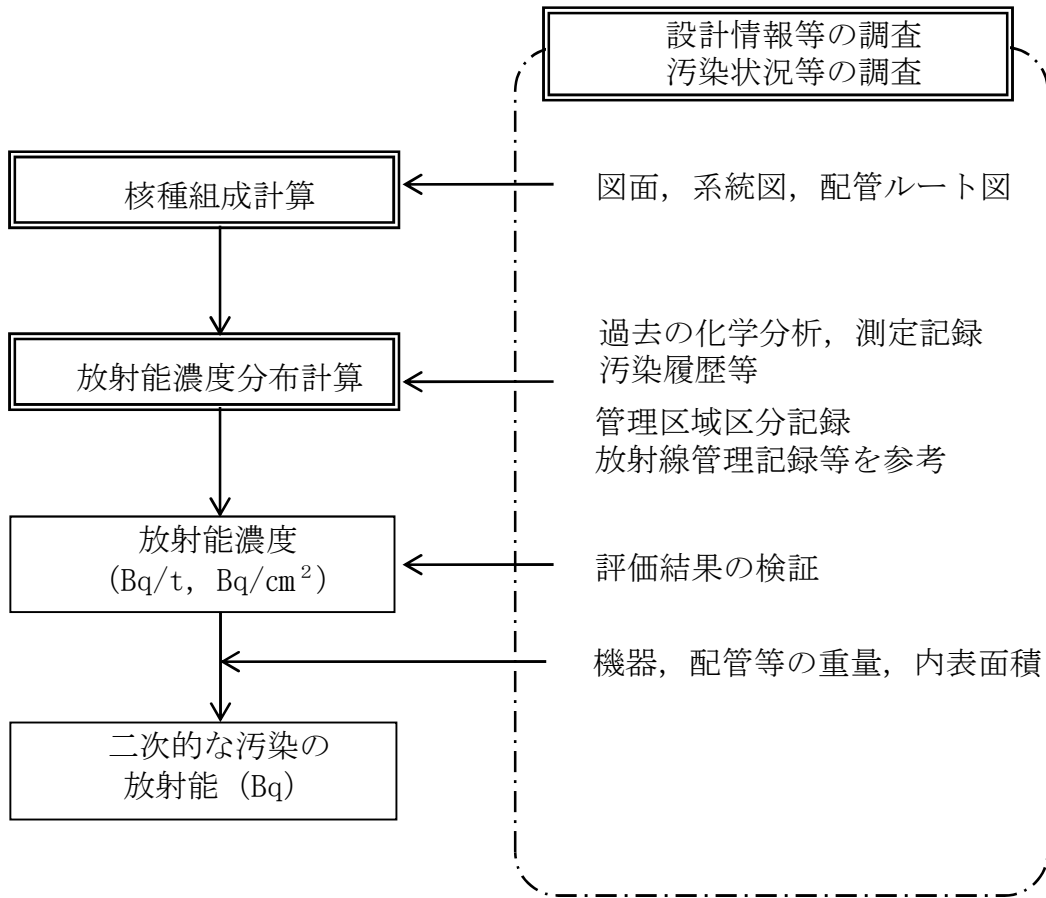 設計情報等の調査
汚染状況等の調査
核種組成計算
図面，系統図，配管ルート図
放射能濃度分布計算
過去の化学分析，測定記録
汚染履歴等
管理区域区分記録
放射線管理記録等を参考
放射能濃度
(Bq/t, Bq/cm²)
評価結果の検証
機器，配管等の重量，内表面積
二次的な汚染の
放射能 (Bq)